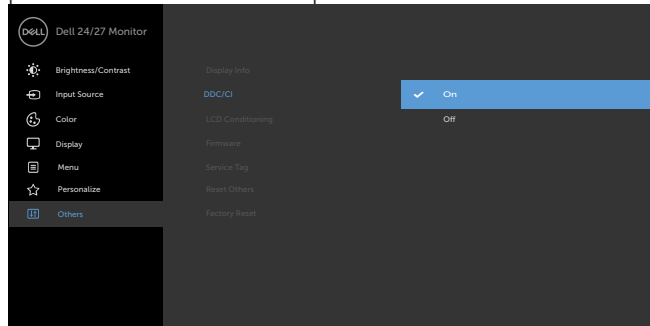 DELL Dell 24/27 Monitor
Brightness/Contrast
Input Source
Color
Display
Menu
Personalize
Others
Display Info
DDC/CI
LCD Conditioning
Firmware
Service Tag
Reset Others
Factory Reset
On
Off